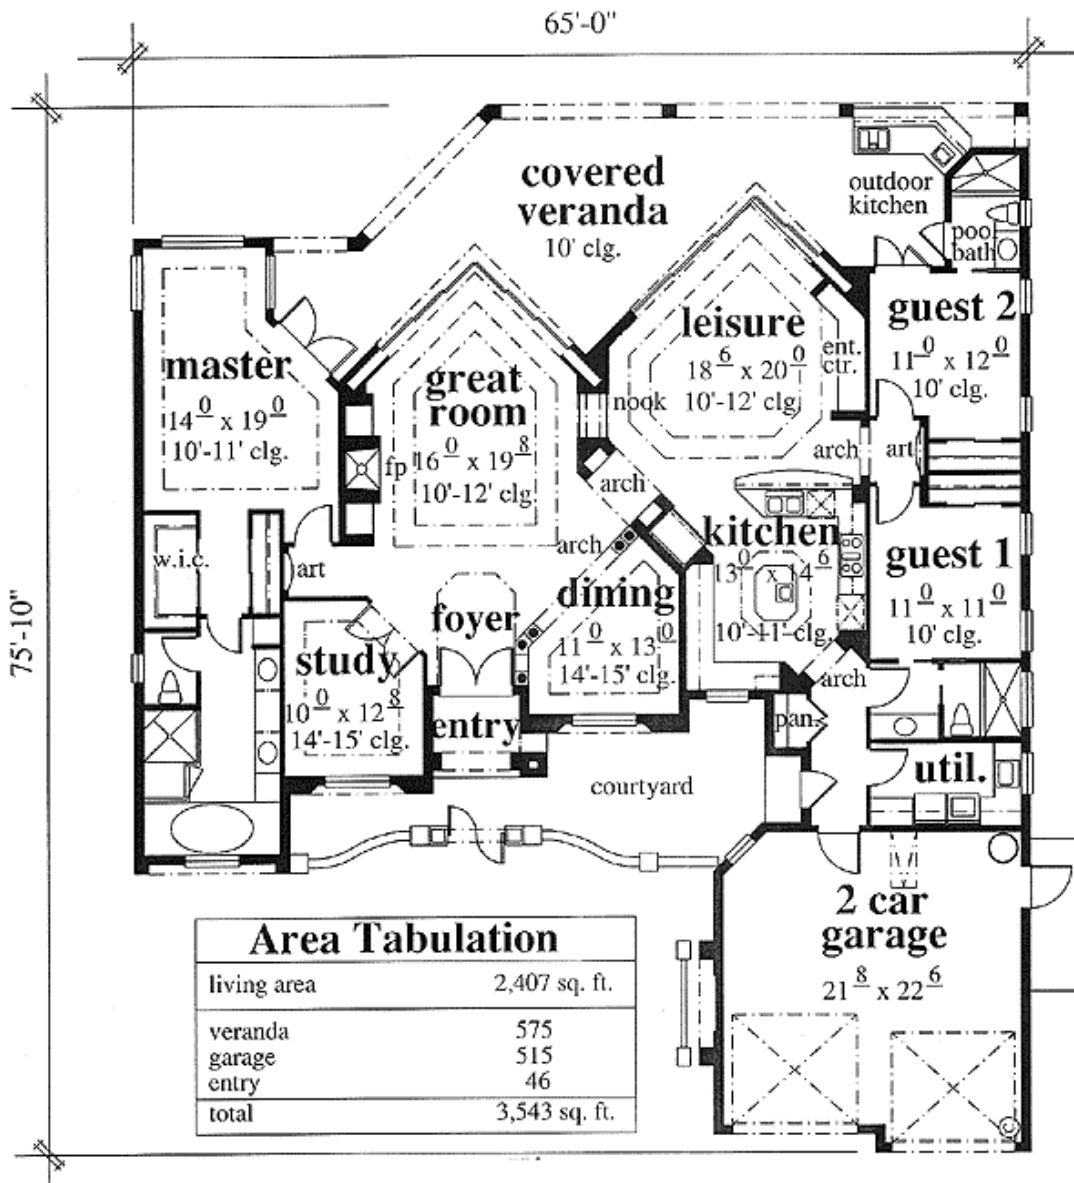 65'-0"
75'-10"
covered
veranda
10' clg.
outdoor
kitchen
pool
bath
master
14 0 x 19 0
10'-11' clg.
great
room
16 0 x 19 8
10'-12' clg
fp
leisure
18 6 x 20 0
10'-12' clg.
ent.
ctr.
nook
guest 2
11 0 x 12 0
10' clg.
arch
art
arch
arch
kitchen
13 0 x 14 6
10'-11' clg.
guest 1
11 0 x 11 0
10' clg.
w.i.c.
art
foyer
dining
11 0 x 13 0
14'-15' clg.
study
10 0 x 12 8
14'-15' clg.
entry
arch
pan.
courtyard
util.
2 car
garage
21 8 x 22 6
Area Tabulation
living area 2,407 sq. ft.
veranda 575
garage 515
entry 46
total 3,543 sq. ft.